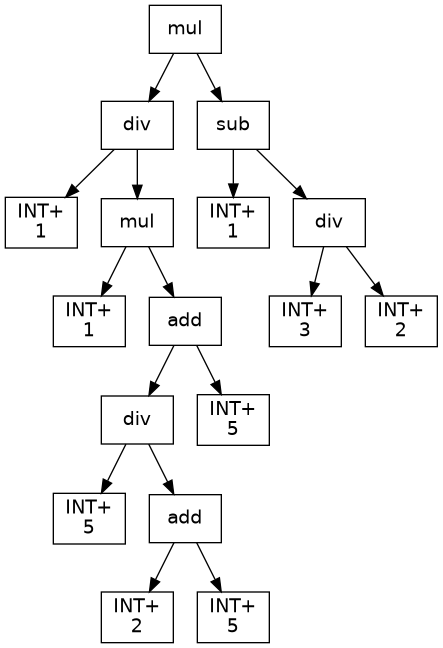 mul
div
sub
INT+
1
mul
INT+
1
div
INT+
1
add
INT+
3
INT+
2
div
INT+
5
INT+
5
add
INT+
2
INT+
5